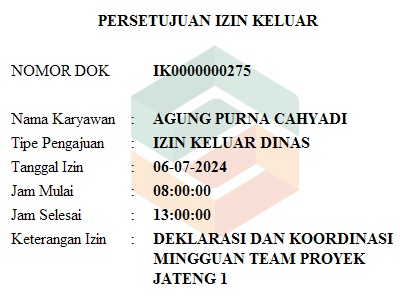 PERSETUJUAN IZIN KELUAR
NOMOR DOK IK0000000275
Nama Karyawan : AGUNG PURNA CAHYADI
Tipe Pengajuan : IZIN KELUAR DINAS
Tanggal Izin : 06-07-2024
Jam Mulai : 08:00:00
Jam Selesai : 13:00:00
Keterangan Izin : DEKLARASI DAN KOORDINASI
MINGGUAN TEAM PROYEK
JATENG 1